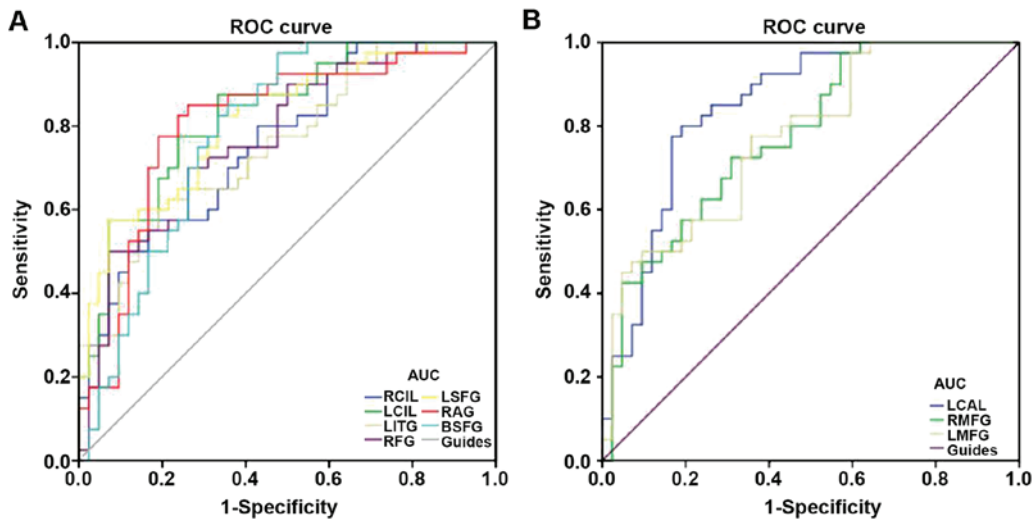 A
ROC curve
1.0
0.8
0.6
0.4
0.2
0.0
Sensitivity
0.0 0.2 0.4 0.6 0.8 1.0
1-Specificity
AUC
RCIL LSFG
LCIL RAG
LITG BSFG
RFG Guides
B
ROC curve
1.0
0.8
0.6
0.4
0.2
0.0
Sensitivity
0.0 0.2 0.4 0.6 0.8 1.0
1-Specificity
AUC
LCAL
RMFG
LMFG
Guides